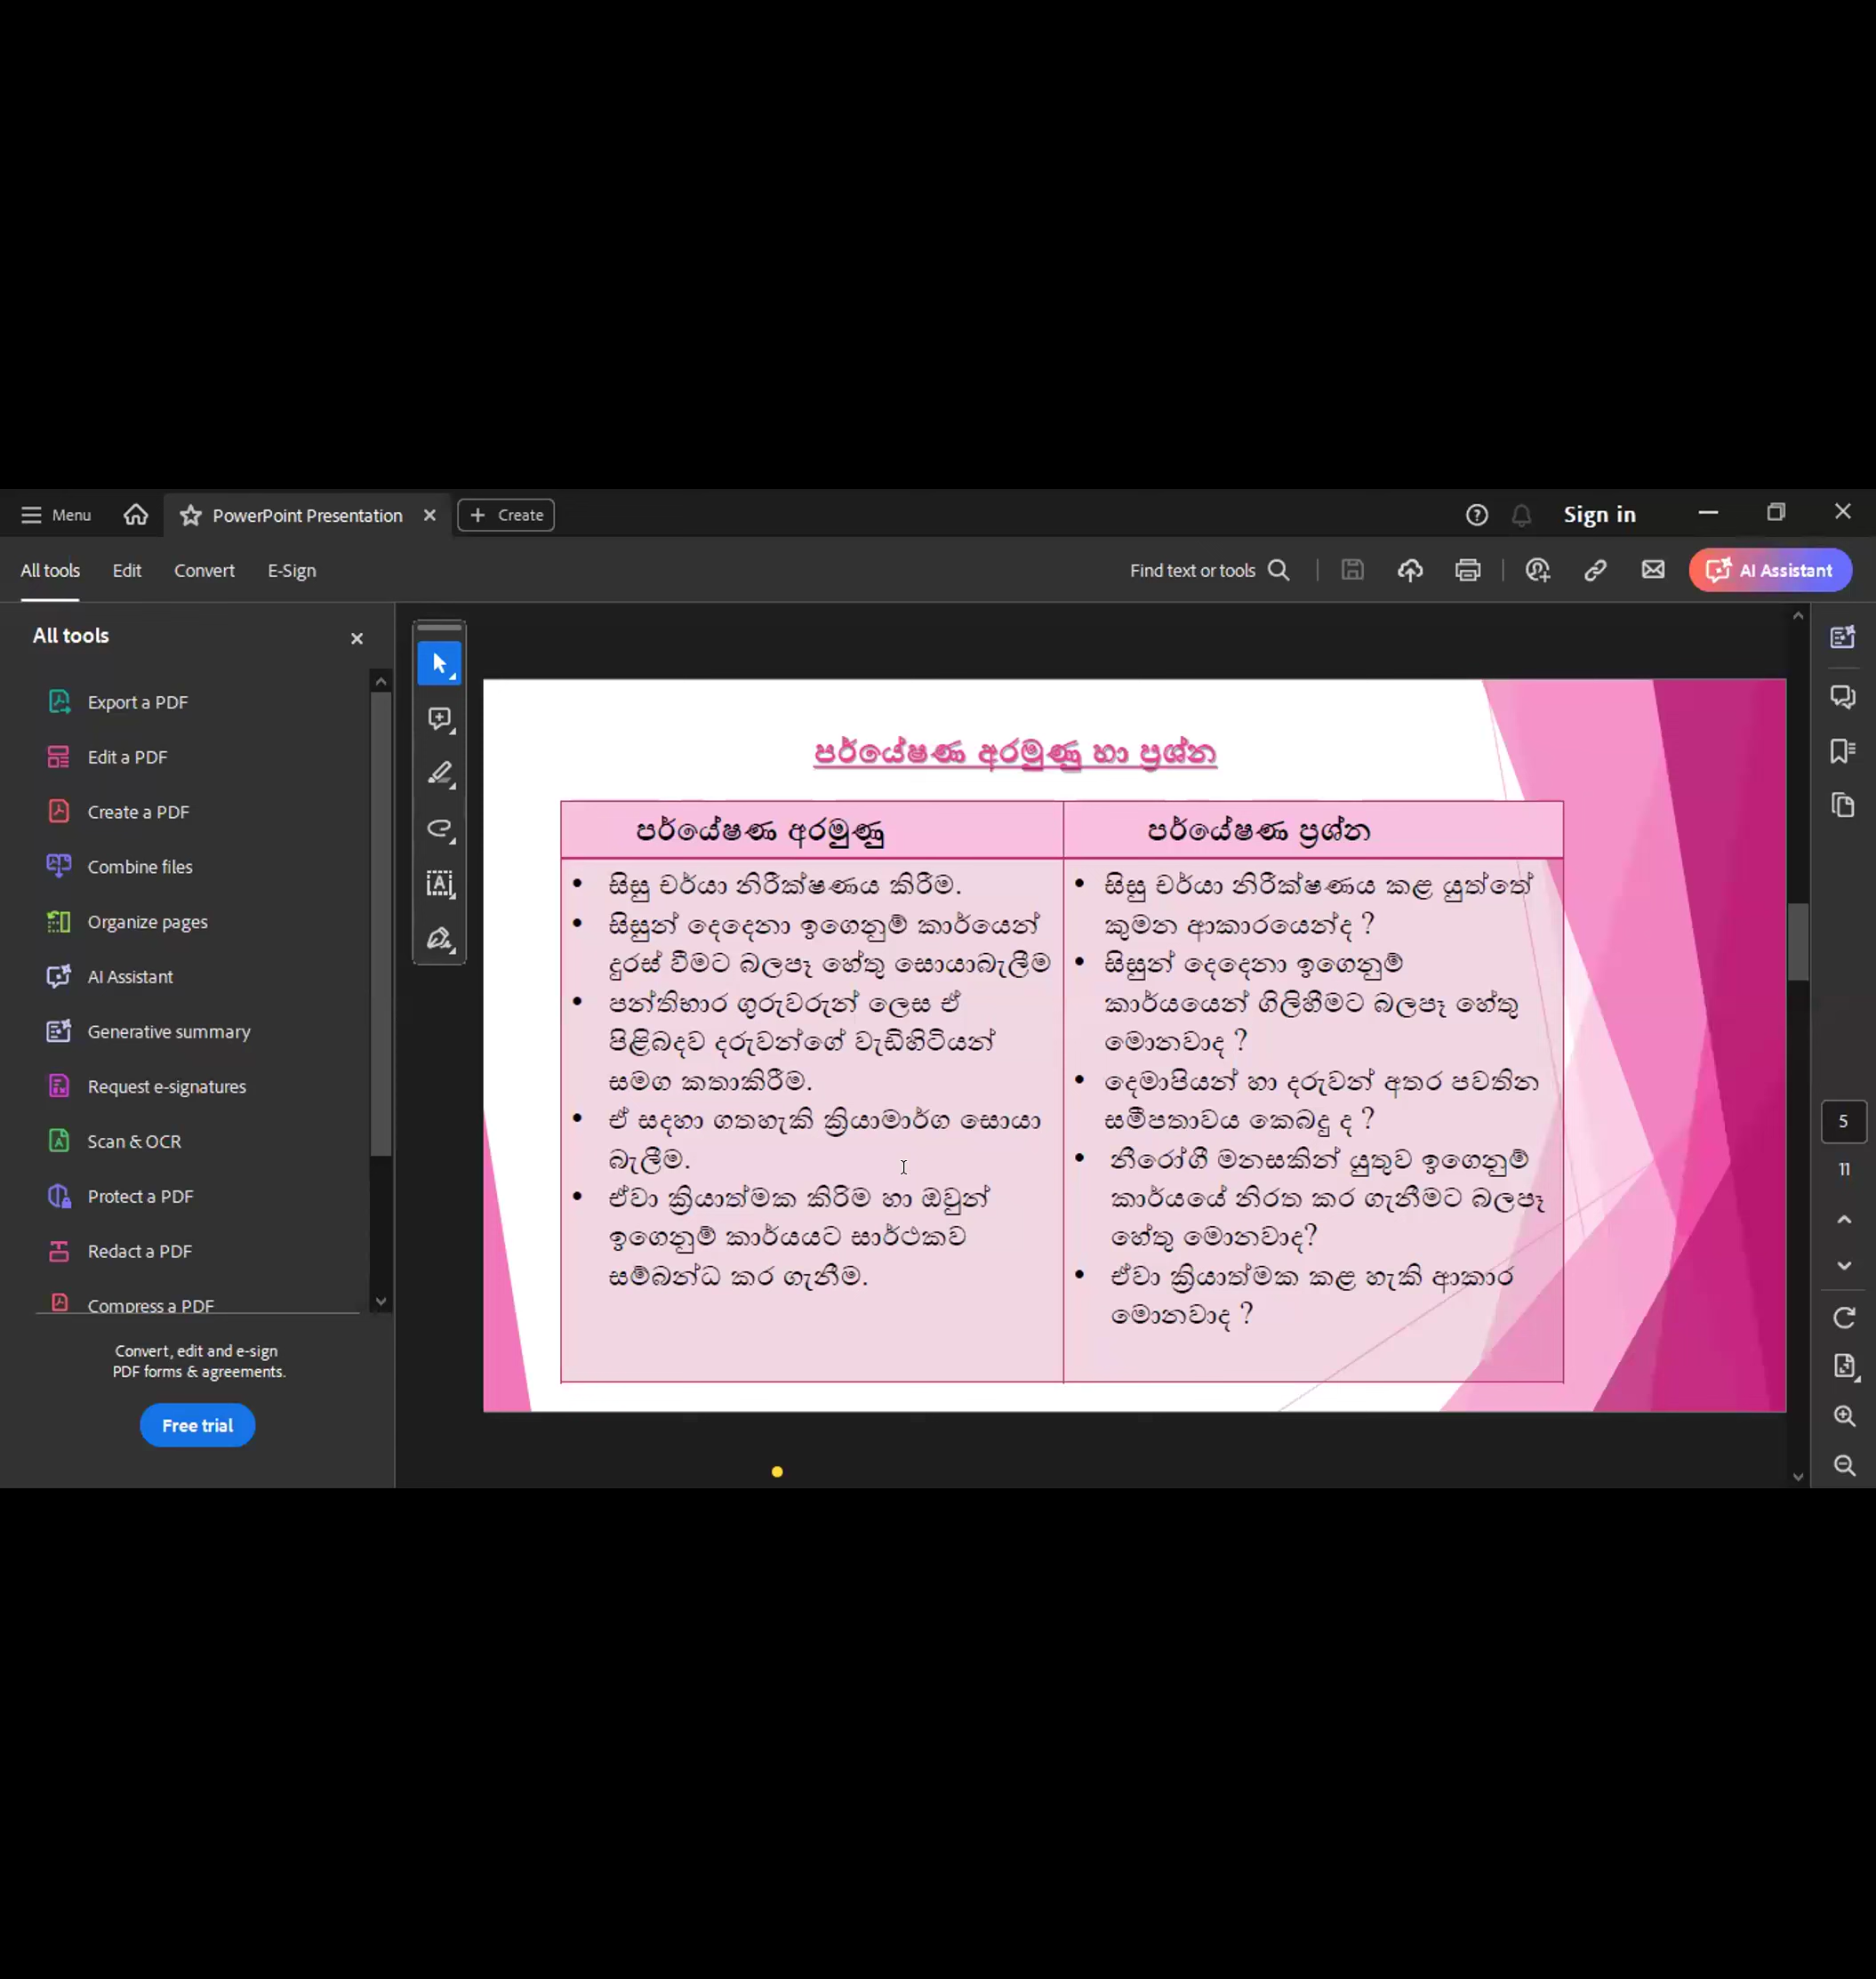 Menu
PowerPoint Presentation
Create
Sign in
All tools
Edit
Convert
E-Sign
Find text or tools
AI Assistant
All tools
Export a PDF
Edit a PDF
Create a PDF
Combine files
Organize pages
AI Assistant
Generative summary
Request e-signatures
Scan & OCR
Protect a PDF
Redact a PDF
Compress a PDF
Convert, edit and e-sign
PDF forms & agreements.
Free trial
පර්යේෂණ අරමුණු හා ප්‍රශ්න
පර්යේෂණ අරමුණු
• සිසු චර්යා නිරීක්ෂණය කිරීම.
• සිසුන් දෙදෙනා ඉගෙනුම් කාර්යෙන්
දුරස් වීමට බලපෑ හේතු සොයාබැලීම
• පන්තිභාර ගුරුවරුන් ලෙස ඒ
පිළිබදව දරුවන්ගේ වැඩිහිටියන්
සමග කතාකිරීම.
• ඒ සදහා ගතහැකි ක්‍රියාමාර්ග සොයා
බැලීම.
• ඒවා ක්‍රියාත්මක කිරිම හා ඔවුන්
ඉගෙනුම් කාර්යයට සාර්ථකව
සම්බන්ධ කර ගැනීම.
පර්යේෂණ ප්‍රශ්න
• සිසු චර්යා නිරීක්ෂණය කළ යුත්තේ
කුමන ආකාරයෙන්ද ?
• සිසුන් දෙදෙනා ඉගෙනුම්
කාර්යයෙන් ගිලිහීමට බලපෑ හේතු
මොනවාද ?
• දෙමාපියන් හා දරුවන් අතර පවතින
සමීපතාවය කෙබදු ද ?
• නීරෝගී මනසකින් යුතුව ඉගෙනුම්
කාර්යයේ නිරත කර ගැනීමට බලපෑ
හේතු මොනවාද?
• ඒවා ක්‍රියාත්මක කළ හැකි ආකාර
මොනවාද ?
5
11